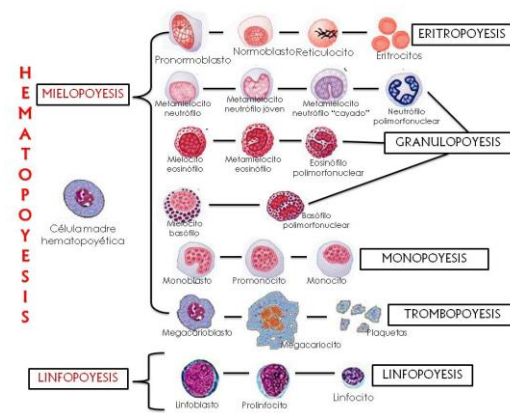 HEMATOPOYESIS
MIELOPOYESIS
Célula madre
hematopoyética
Pronormoblasto
Normoblasto
Reticulocito
Eritrocitos
ERITROPOYESIS
Metamielocito
neutrófilo
Metamielocito
neutrófilo jóven
Metamielocito
neutrófilo "cayado"
Neutrófilo
polimorfonuclear
GRANULOPOYESIS
Mielocito
eosinófilo
Metamielocito
eosinófilo
Eosinófilo
polimorfonuclear
Mielocito
basófilo
Basófilo
polimorfonuclear
Monoblasto
Promonocito
Monocito
MONOPOYESIS
Megacarioblasto
Megacariocito
Plaquetas
TROMBOPOYESIS
LINFOPOYESIS
Linfoblasto
Prolinfocito
Linfocito
LINFOPOYESIS